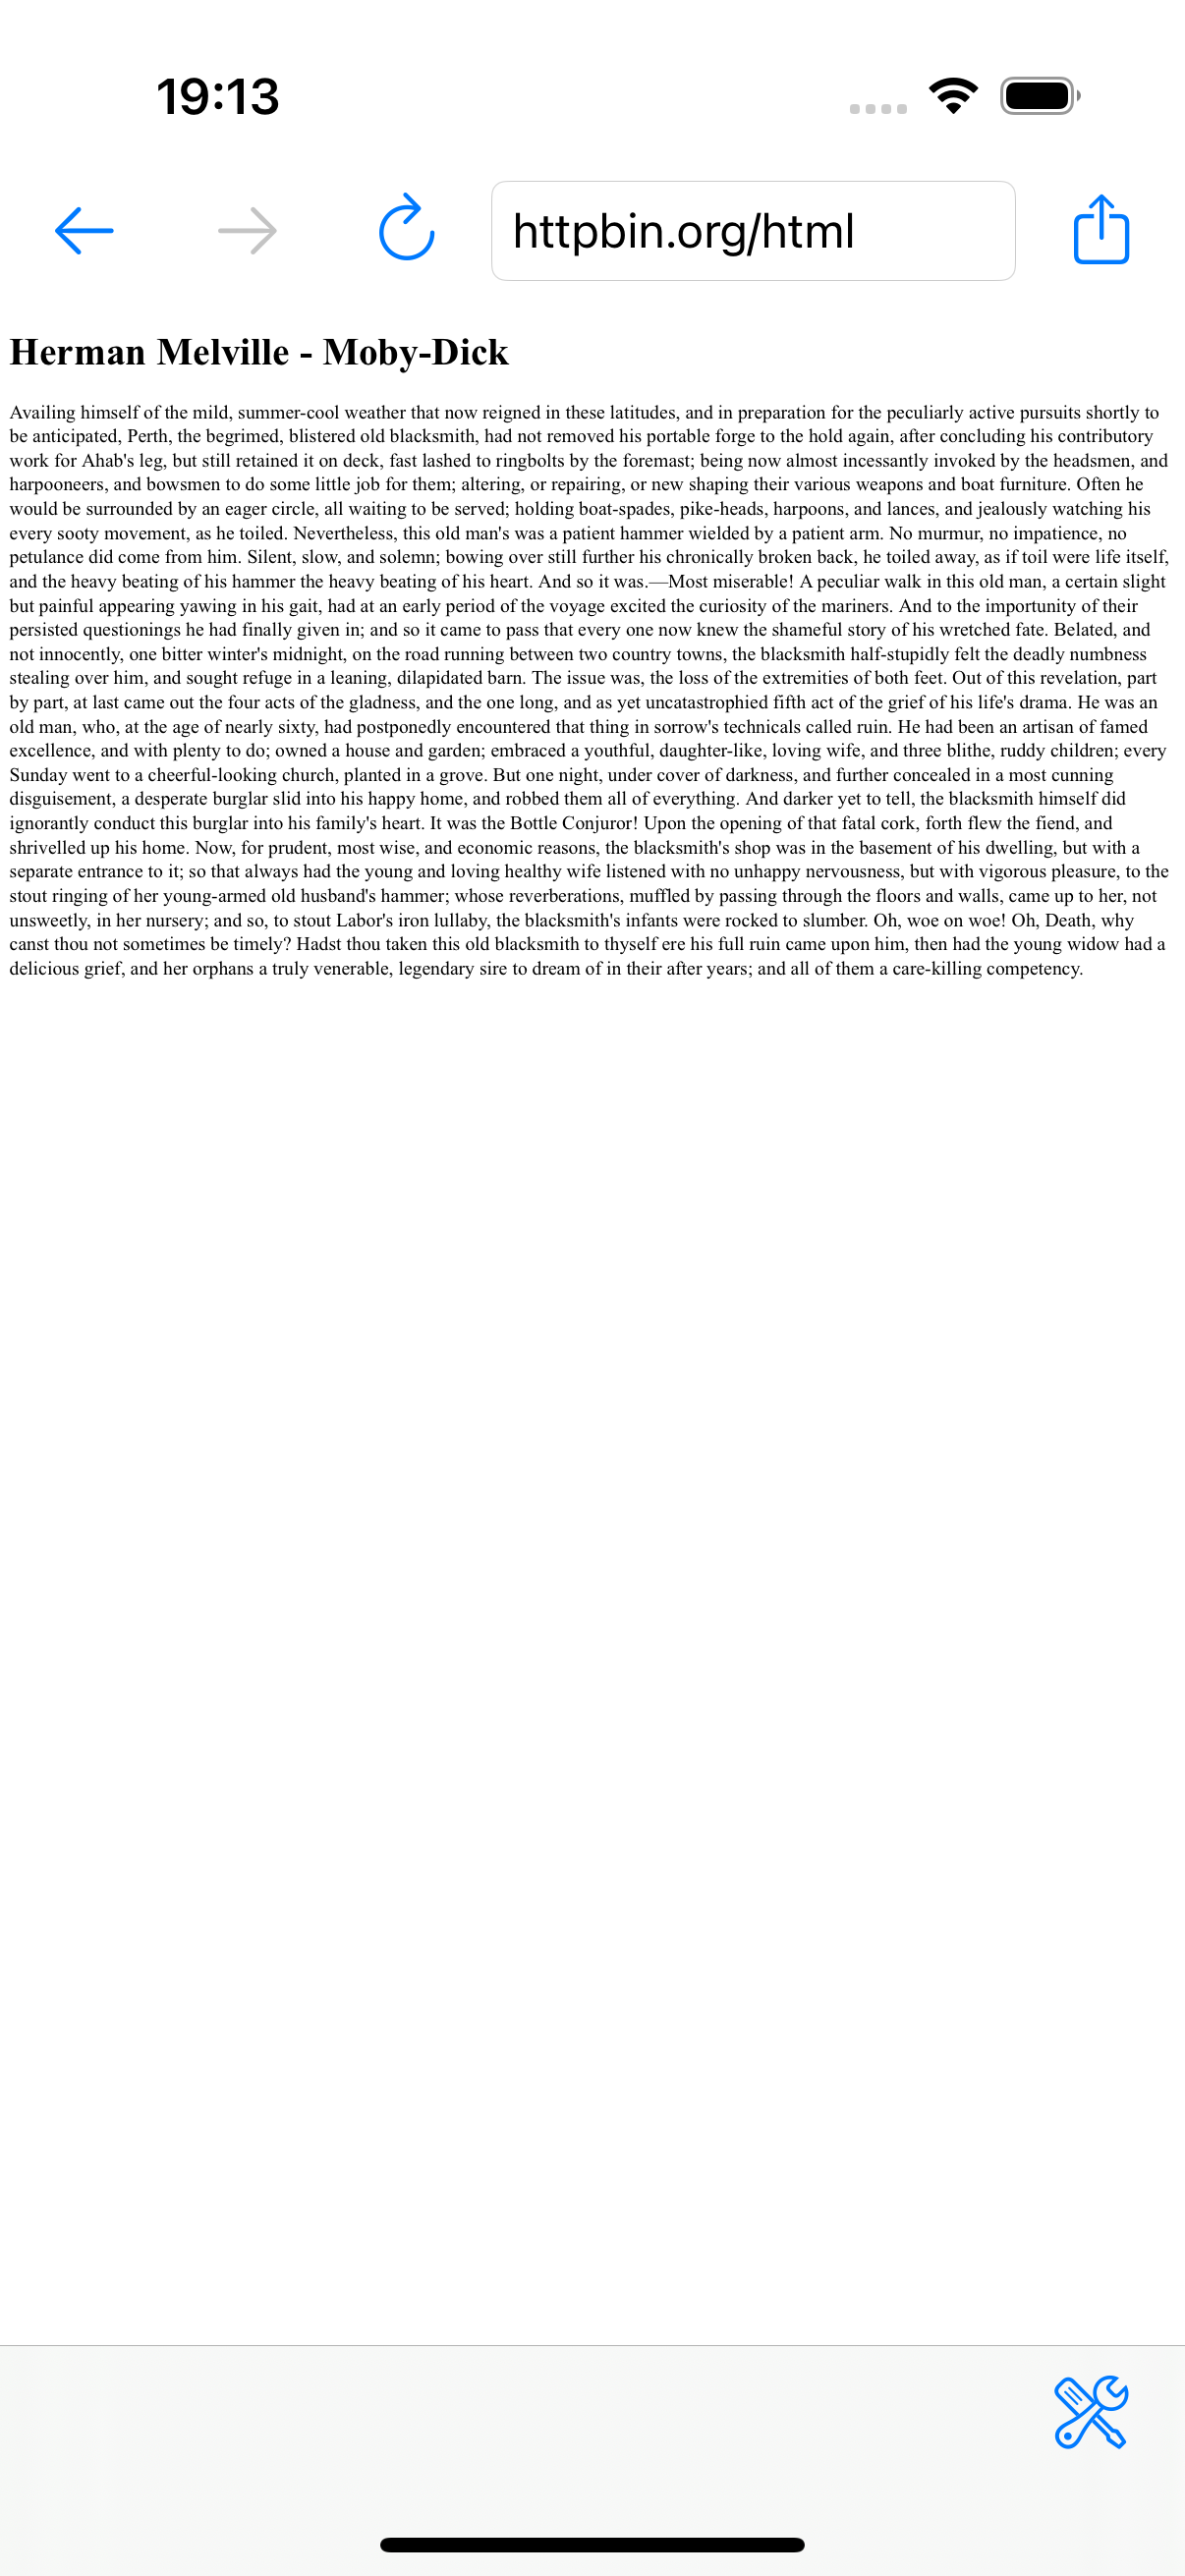 19:13
httpbin.org/html
Herman Melville - Moby-Dick
Availing himself of the mild, summer-cool weather that now reigned in these latitudes, and in preparation for the peculiarly active pursuits shortly to
be anticipated, Perth, the begrimed, blistered old blacksmith, had not removed his portable forge to the hold again, after concluding his contributory
work for Ahab's leg, but still retained it on deck, fast lashed to ringbolts by the foremast; being now almost incessantly invoked by the headsmen, and
harpooneers, and bowsmen to do some little job for them; altering, or repairing, or new shaping their various weapons and boat furniture. Often he
would be surrounded by an eager circle, all waiting to be served; holding boat-spades, pike-heads, harpoons, and lances, and jealously watching his
every sooty movement, as he toiled. Nevertheless, this old man's was a patient hammer wielded by a patient arm. No murmur, no impatience, no
petulance did come from him. Silent, slow, and solemn; bowing over still further his chronically broken back, he toiled away, as if toil were life itself,
and the heavy beating of his hammer the heavy beating of his heart. And so it was.—Most miserable! A peculiar walk in this old man, a certain slight
but painful appearing yawing in his gait, had at an early period of the voyage excited the curiosity of the mariners. And to the importunity of their
persisted questionings he had finally given in; and so it came to pass that every one now knew the shameful story of his wretched fate. Belated, and
not innocently, one bitter winter's midnight, on the road running between two country towns, the blacksmith half-stupidly felt the deadly numbness
stealing over him, and sought refuge in a leaning, dilapidated barn. The issue was, the loss of the extremities of both feet. Out of this revelation, part
by part, at last came out the four acts of the gladness, and the one long, and as yet uncatastrophied fifth act of the grief of his life's drama. He was an
old man, who, at the age of nearly sixty, had postponedly encountered that thing in sorrow's technicals called ruin. He had been an artisan of famed
excellence, and with plenty to do; owned a house and garden; embraced a youthful, daughter-like, loving wife, and three blithe, ruddy children; every
Sunday went to a cheerful-looking church, planted in a grove. But one night, under cover of darkness, and further concealed in a most cunning
disguisement, a desperate burglar slid into his happy home, and robbed them all of everything. And darker yet to tell, the blacksmith himself did
ignorantly conduct this burglar into his family's heart. It was the Bottle Conjuror! Upon the opening of that fatal cork, forth flew the fiend, and
shrivelled up his home. Now, for prudent, most wise, and economic reasons, the blacksmith's shop was in the basement of his dwelling, but with a
separate entrance to it; so that always had the young and loving healthy wife listened with no unhappy nervousness, but with vigorous pleasure, to the
stout ringing of her young-armed old husband's hammer; whose reverberations, muffled by passing through the floors and walls, came up to her, not
unsweetly, in her nursery; and so, to stout Labor's iron lullaby, the blacksmith's infants were rocked to slumber. Oh, woe on woe! Oh, Death, why
canst thou not sometimes be timely? Hadst thou taken this old blacksmith to thyself ere his full ruin came upon him, then had the young widow had a
delicious grief, and her orphans a truly venerable, legendary sire to dream of in their after years; and all of them a care-killing competency.